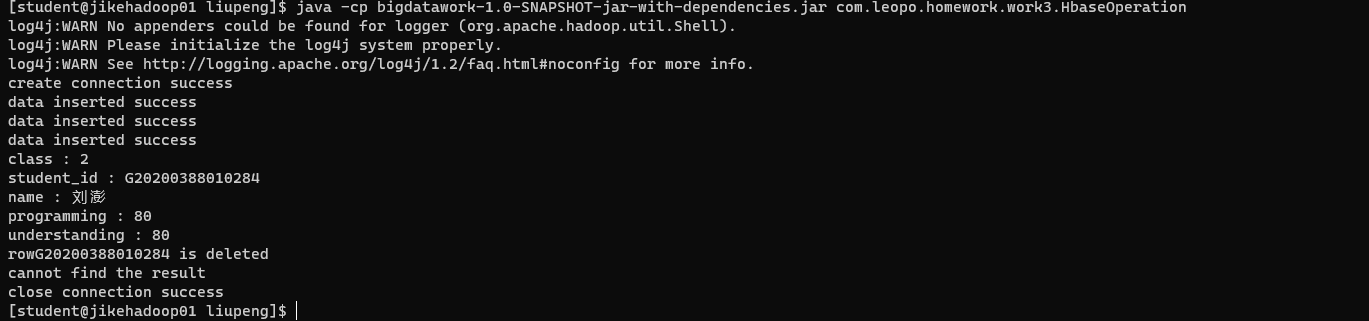 [student@jikehadoop01 liupeng]$ java -cp bigdatawork-1.0-SNAPSHOT-jar-with-dependencies.jar com.leopo.homework.work3.HbaseOperation
log4j:WARN No appenders could be found for logger (org.apache.hadoop.util.Shell).
log4j:WARN Please initialize the log4j system properly.
log4j:WARN See http://logging.apache.org/log4j/1.2/faq.html#noconfig for more info.
create connection success
data inserted success
data inserted success
data inserted success
class : 2
student_id : G20200388010284
name : 刘澎
programming : 80
understanding : 80
rowG20200388010284 is deleted
cannot find the result
close connection success
[student@jikehadoop01 liupeng]$